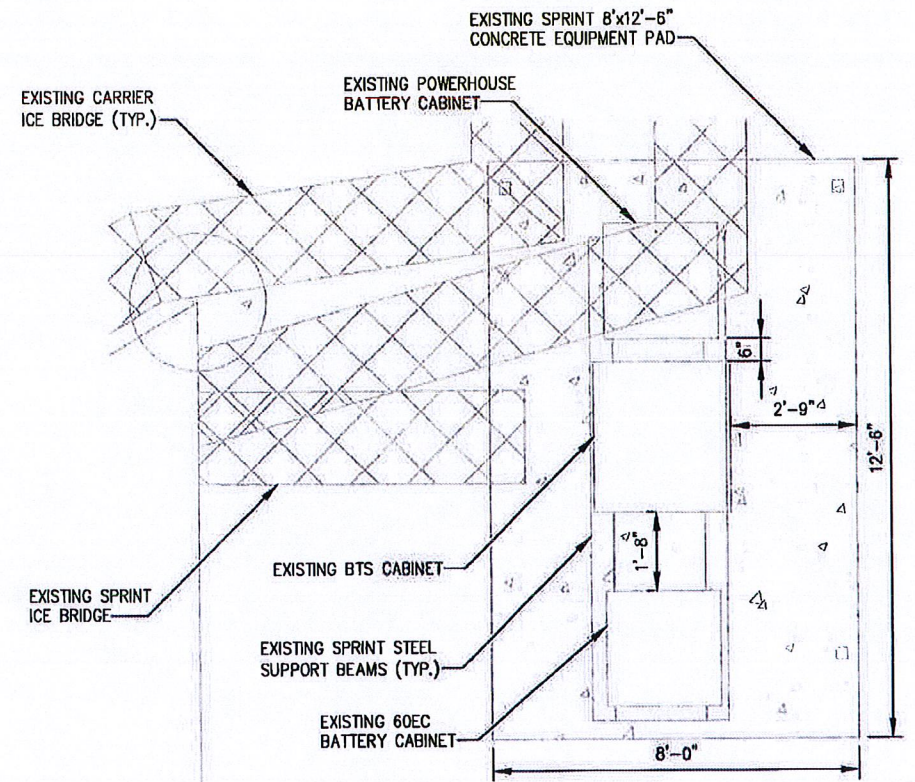 EXISTING SPRINT 8'x12'-6"
CONCRETE EQUIPMENT PAD
EXISTING POWERHOUSE
BATTERY CABINET
EXISTING CARRIER
ICE BRIDGE (TYP.)
6"
2'-9"
12'-6"
1'-8"
EXISTING BTS CABINET
EXISTING SPRINT
ICE BRIDGE
EXISTING SPRINT STEEL
SUPPORT BEAMS (TYP.)
EXISTING 60EC
BATTERY CABINET
8'-0"